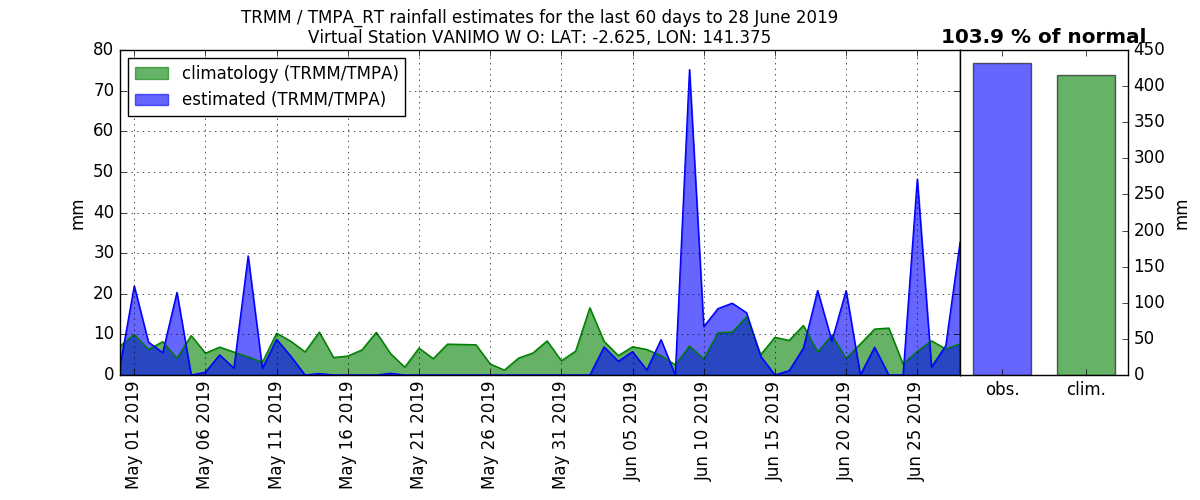 TRMM / TMPA_RT rainfall estimates for the last 60 days to 28 June 2019
Virtual Station VANIMO W O: LAT: -2.625, LON: 141.375
103.9 % of normal
climatology (TRMM/TMPA)
estimated (TRMM/TMPA)
80
70
60
50
40
30
20
10
0
mm
May 01 2019
May 06 2019
May 11 2019
May 16 2019
May 21 2019
May 26 2019
May 31 2019
Jun 05 2019
Jun 10 2019
Jun 15 2019
Jun 20 2019
Jun 25 2019
obs.
clim.
450
400
350
300
250
200
150
100
50
0
mm